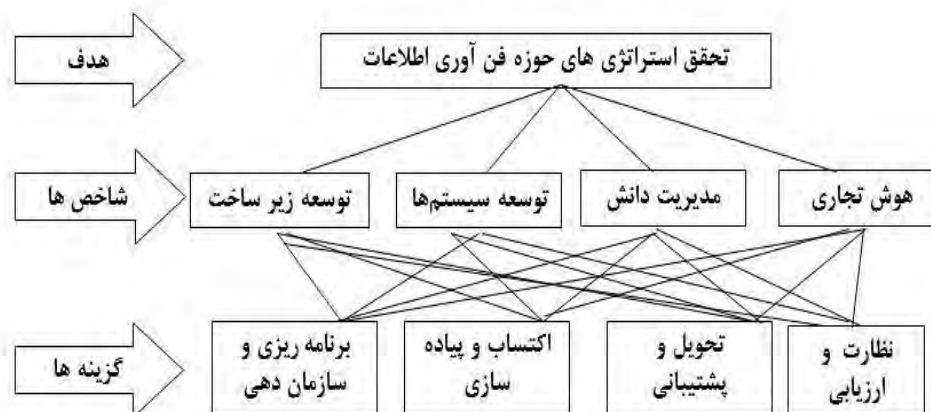 هدف
تحقق استراتژی های حوزه فن آوری اطلاعات
شاخص ها
توسعه زیر ساخت
توسعه سیستم‌ها
مدیریت دانش
هوش تجاری
گزینه ها
برنامه ریزی و
سازمان دهی
اکتساب و پیاده
سازی
تحویل و
پشتیبانی
نظارت و
ارزیابی